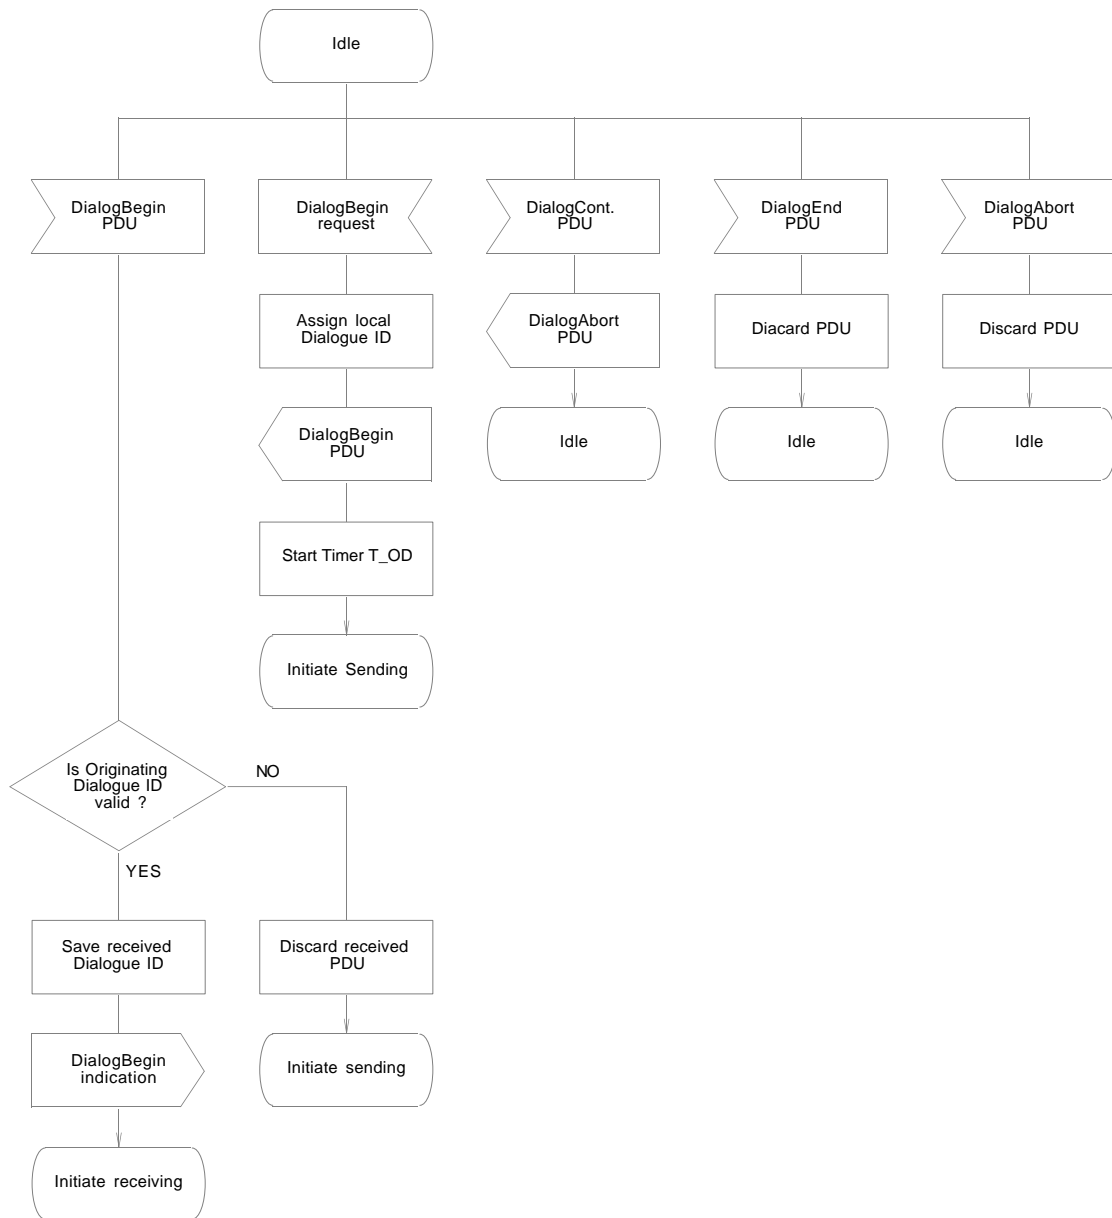 Idle
DialogBegin
PDU
DialogBegin
request
DialogCont.
PDU
DialogEnd
PDU
DialogAbort
PDU
Assign local
Dialogue ID
DialogAbort
PDU
Diacard PDU
Discard PDU
DialogBegin
PDU
Idle
Idle
Idle
Start Timer T_OD
Initiate Sending
Is Originating
Dialogue ID
valid ?
NO
YES
Save received
Dialogue ID
Discard received
PDU
DialogBegin
indication
Initiate sending
Initiate receiving